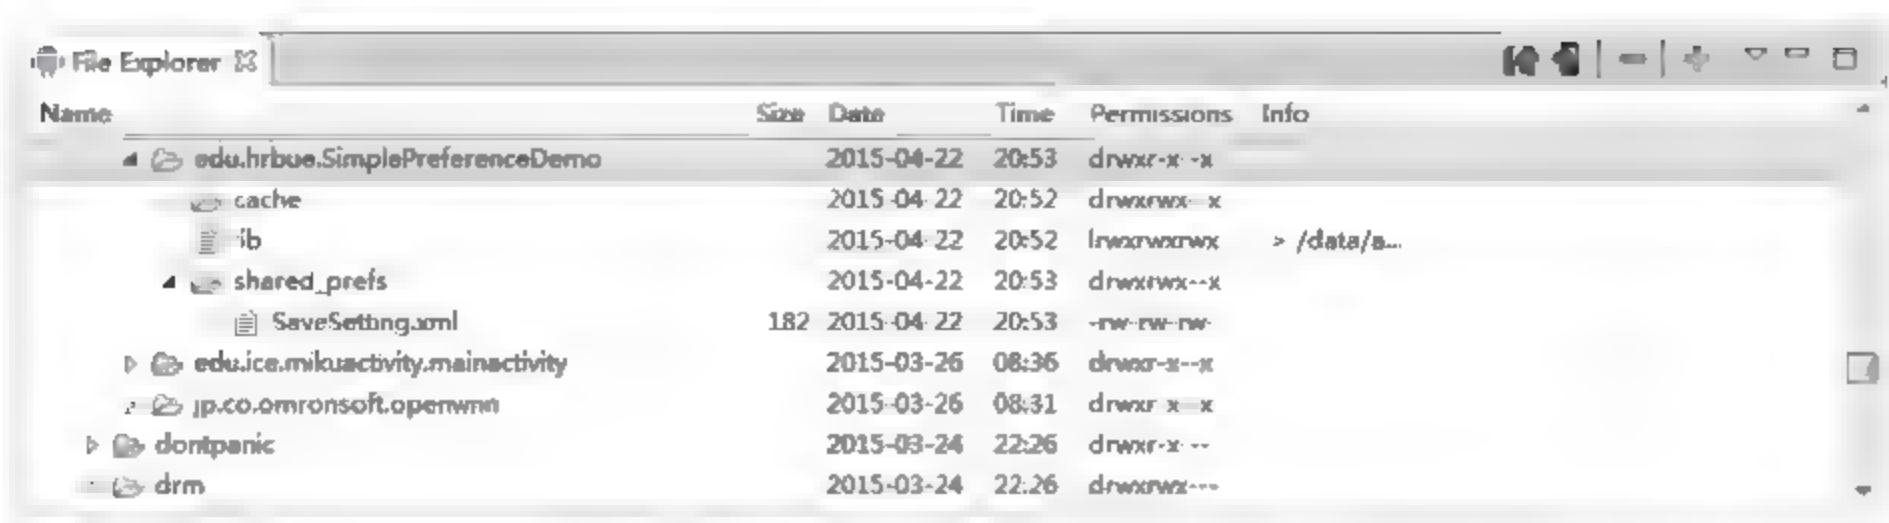 File Explorer
Name Size Date Time Permissions Info
edu.hrbue.SimplePreferenceDemo 2015-04-22 20:53 drwxr-x--x
cache 2015-04-22 20:52 drwxrwx--x
lib 2015-04-22 20:52 lrwxrwxrwx > /data/a...
shared_prefs 2015-04-22 20:53 drwxrwx--x
SaveSetting.xml 182 2015-04-22 20:53 -rw-rw-rw-
edu.ice.mikuactivity.mainactivity 2015-03-26 08:36 drwxr-x--x
jp.co.omronsoft.openwnn 2015-03-26 08:31 drwxr-x--x
dontpanic 2015-03-24 22:26 drwxr-x---
drm 2015-03-24 22:26 drwxrwx---